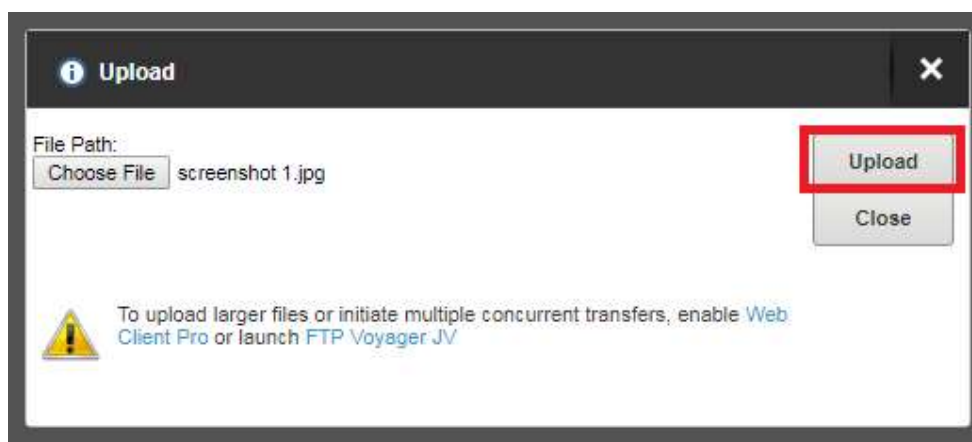 Upload
File Path:
Choose File screenshot 1.jpg
Upload
Close
To upload larger files or initiate multiple concurrent transfers, enable Web
Client Pro or launch FTP Voyager JV